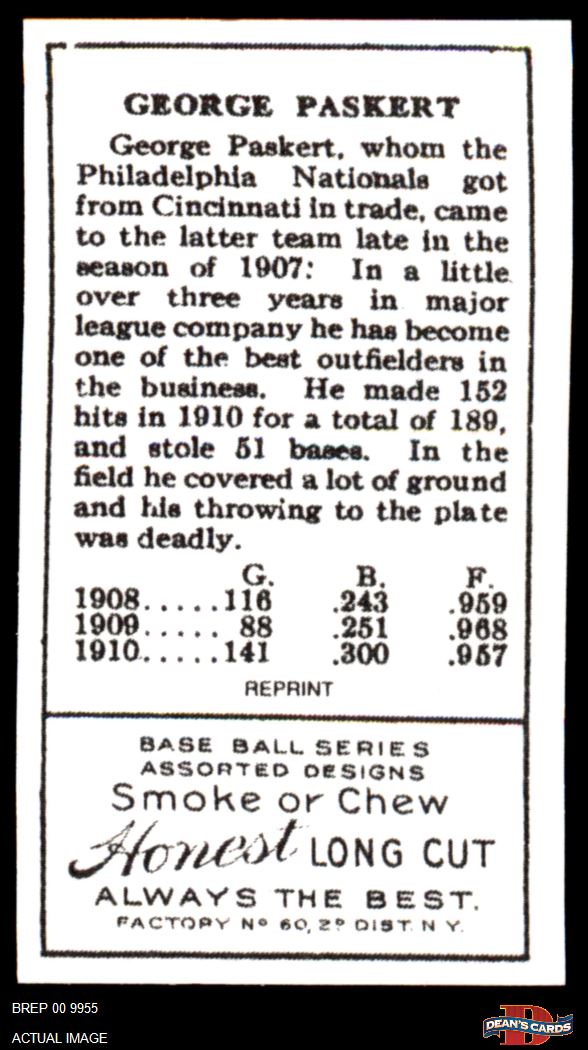 GEORGE PASKERT
George Paskert, whom the
Philadelphia Nationals got
from Cincinnati in trade, came
to the latter team late in the
season of 1907: In a little
over three years in major
league company he has become
one of the best outfielders in
the business. He made 152
hits in 1910 for a total of 189,
and stole 51 bases. In the
field he covered a lot of ground
and his throwing to the plate
was deadly.
G. B. F.
1908.....116 .243 .959
1909..... 88 .251 .968
1910.....141 .300 .957
REPRINT
BASE BALL SERIES
ASSORTED DESIGNS
Smoke or Chew
Honest LONG CUT
ALWAYS THE BEST.
FACTORY Nº 60, 2D DIST. N Y.
BREP 00 9955
ACTUAL IMAGE
D
DEAN'S CARDS